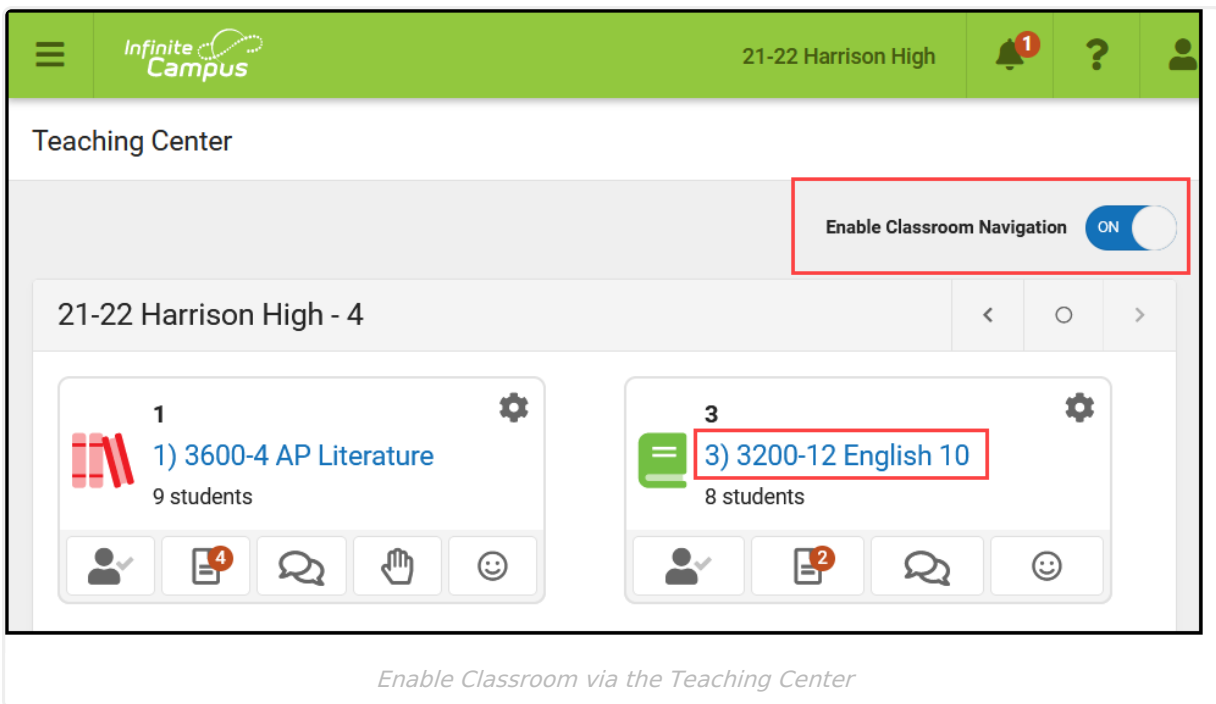 Infinite
Campus
21-22 Harrison High
1
?
Teaching Center
Enable Classroom Navigation
ON
21-22 Harrison High - 4
1
1) 3600-4 AP Literature
9 students
4
3
3) 3200-12 English 10
8 students
2
Enable Classroom via the Teaching Center